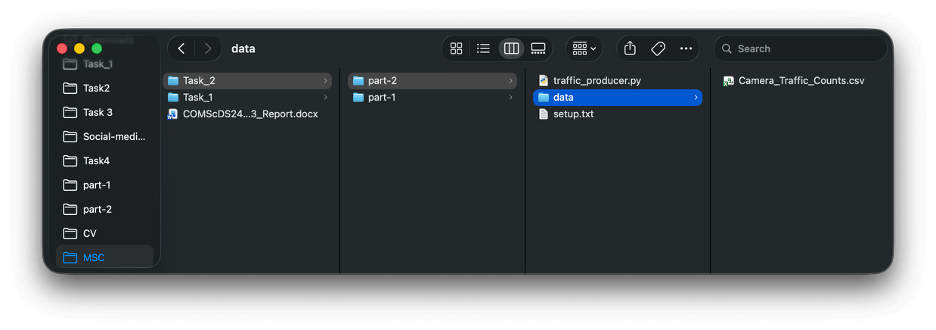 data
Search
Downloads
Task_1
Task2
Task 3
Social-medi...
Task4
part-1
part-2
CV
MSC
Task_2
Task_1
COMScDS24...3_Report.docx
part-2
part-1
traffic_producer.py
data
setup.txt
Camera_Traffic_Counts.csv